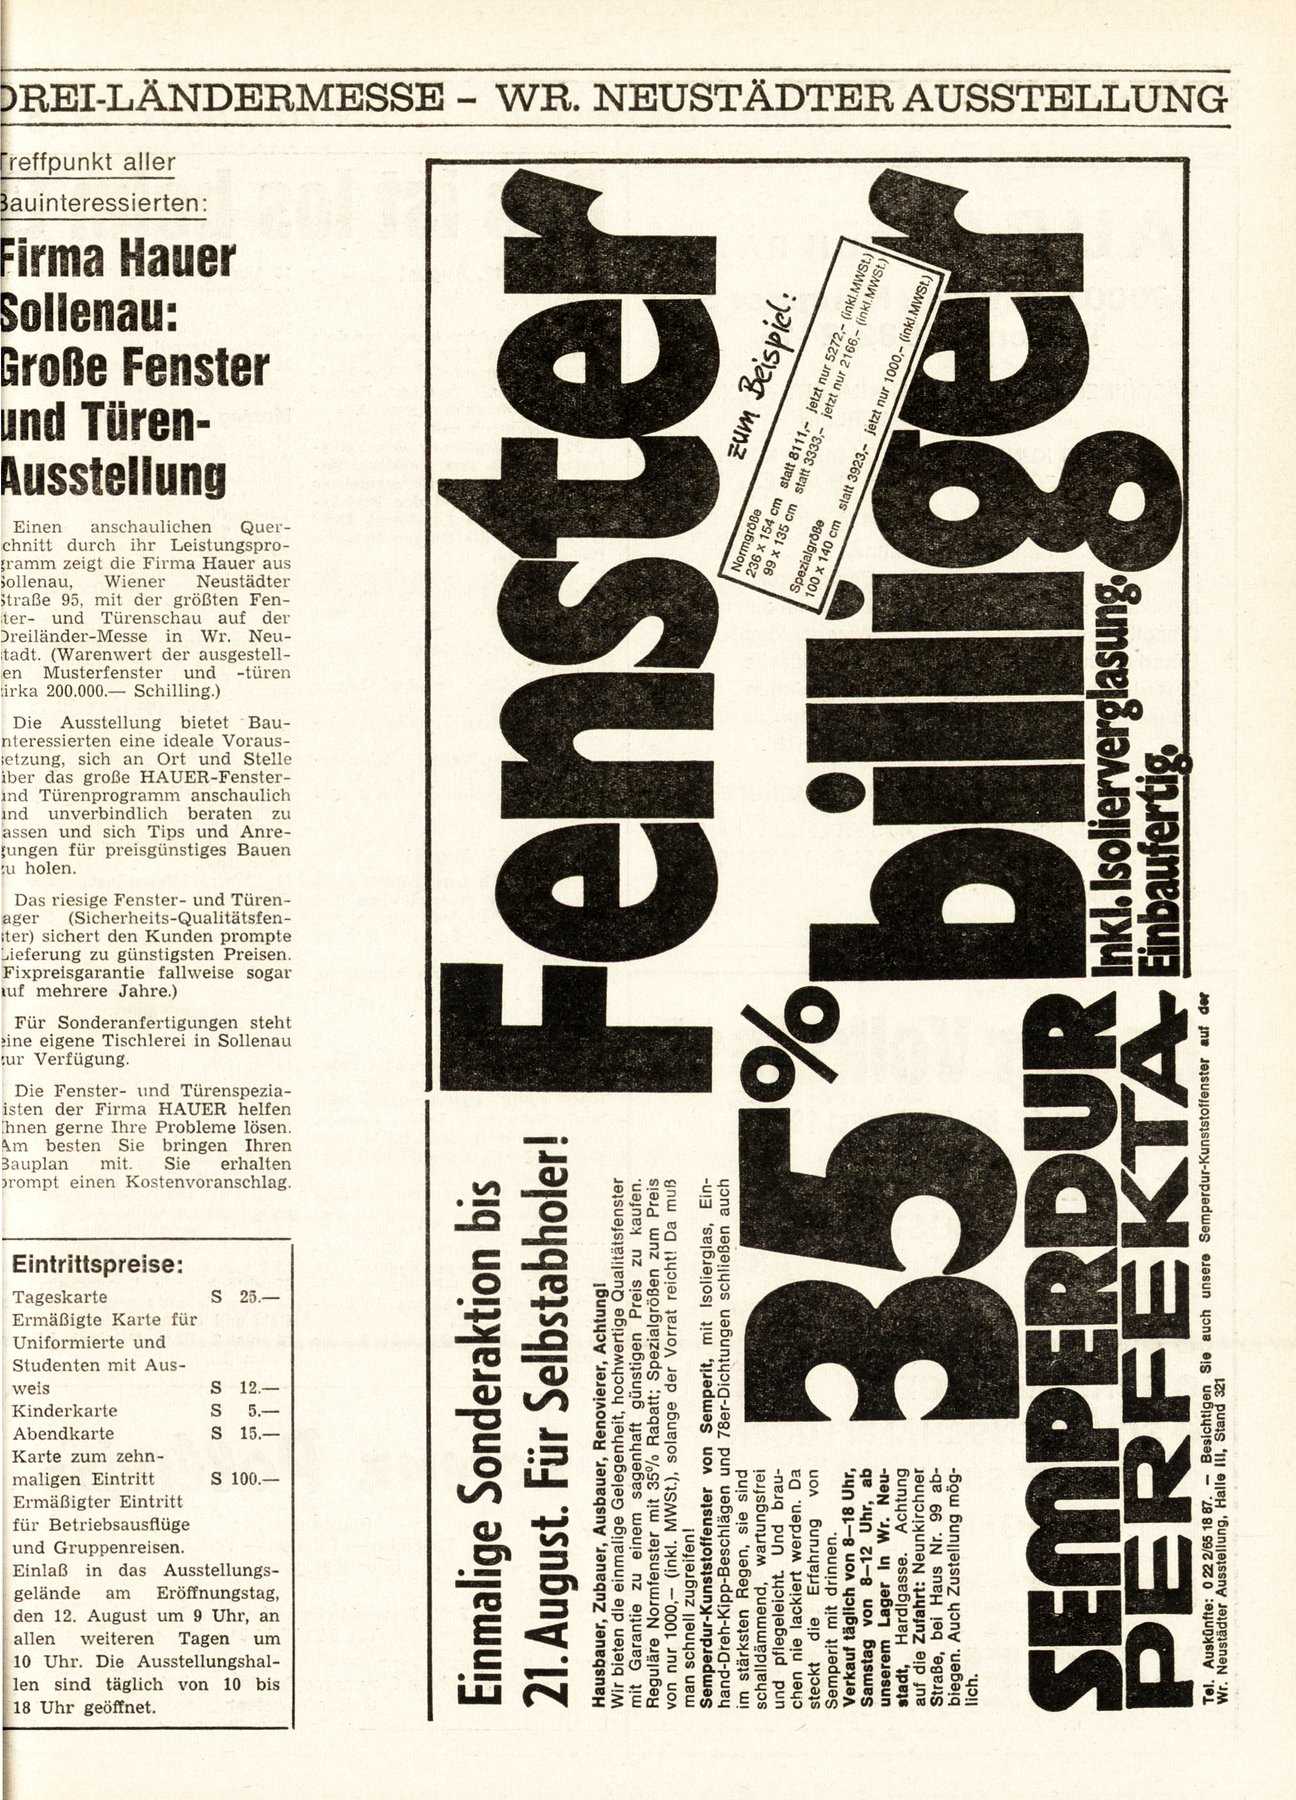 DREI-LÄNDERMESSE – WR. NEUSTÄDTER AUSSTELLUNG
Treffpunkt aller
Bauinteressierten:
Firma Hauer
Sollenau:
Große Fenster
und Türen-
Ausstellung
Einen anschaulichen Quer-
chnitt durch ihr Leistungspro-
gramm zeigt die Firma Hauer aus
Sollenau, Wiener Neustädter
Straße 95, mit der größten Fen-
ster- und Türenschau auf der
Dreiländer-Messe in Wr. Neu-
stadt. (Warenwert der ausgestell-
en Musterfenster und -türen
zirka 200.000.— Schilling.)
Die Ausstellung bietet Bau-
interessierten eine ideale Voraus-
setzung, sich an Ort und Stelle
über das große HAUER-Fenster-
und Türenprogramm anschaulich
und unverbindlich beraten zu
lassen und sich Tips und Anre-
gungen für preisgünstiges Bauen
zu holen.
Das riesige Fenster- und Türen-
lager (Sicherheits-Qualitätsfen-
ster) sichert den Kunden prompte
Lieferung zu günstigsten Preisen.
(Fixpreisgarantie fallweise sogar
auf mehrere Jahre.)
Für Sonderanfertigungen steht
eine eigene Tischlerei in Sollenau
zur Verfügung.
Die Fenster- und Türenspezia-
listen der Firma HAUER helfen
Ihnen gerne Ihre Probleme lösen.
Am besten Sie bringen Ihren
Bauplan mit. Sie erhalten
prompt einen Kostenvoranschlag.
Eintrittspreise:
Tageskarte S 25.—
Ermäßigte Karte für
Uniformierte und
Studenten mit Aus-
weis S 12.—
Kinderkarte S 5.—
Abendkarte S 15.—
Karte zum zehn-
maligen Eintritt S 100.—
Ermäßigter Eintritt
für Betriebsausflüge
und Gruppenreisen.
Einlaß in das Ausstellungs-
gelände am Eröffnungstag,
den 12. August um 9 Uhr, an
allen weiteren Tagen um
10 Uhr. Die Ausstellungshal-
len sind täglich von 10 bis
18 Uhr geöffnet.
Einmalige Sonderaktion bis
21. August. Für Selbstabholer!
Hausbauer, Zubauer, Ausbauer, Renovierer, Achtung!
Wir bieten die einmalige Gelegenheit, hochwertige Qualitätsfenster
mit Garantie zu einem sagenhaft günstigen Preis zu kaufen.
Reguläre Normfenster mit 35% Rabatt; Spezialgrößen zum Preis
von nur 1000,– (inkl. MWSt.), solange der Vorrat reicht! Da muß
man schnell zugreifen!
Semperdur-Kunststoffenster von Semperit, mit Isolierglas, Ein-
hand-Dreh-Kipp-Beschlägen und 78er-Dichtungen schließen auch
im stärksten Regen, sie sind
schalldämmend, wartungsfrei
und pflegeleicht. Und brau-
chen nie lackiert werden. Da
steckt die Erfahrung von
Semperit mit drinnen.
Verkauf täglich von 8–18 Uhr,
Samstag von 8–12 Uhr, ab
unserem Lager in Wr. Neu-
stadt, Hardlgasse. Achtung
auf die Zufahrt: Neunkirchner
Straße, bei Haus Nr. 99 ab-
biegen. Auch Zustellung mög-
lich.
Fenster
35% billiger
zum Beispiel:
Normgröße
236 x 154 cm statt 8111,– jetzt nur 5272,– (inkl.MWSt.)
99 x 135 cm statt 3333,– jetzt nur 2166,– (inkl.MWSt.)
Spezialgröße
100 x 140 cm statt 3923,– jetzt nur 1000,– (inkl.MWSt.)
Inkl. Isolierverglasung.
Einbaufertig.
SEMPERDUR
PERFEKTA
Tel. Auskünfte: 0 22 2/65 18 87. — Besichtigen Sie auch unsere Semperdur-Kunststoffenster auf der
Wr. Neustädter Ausstellung, Halle III, Stand 321